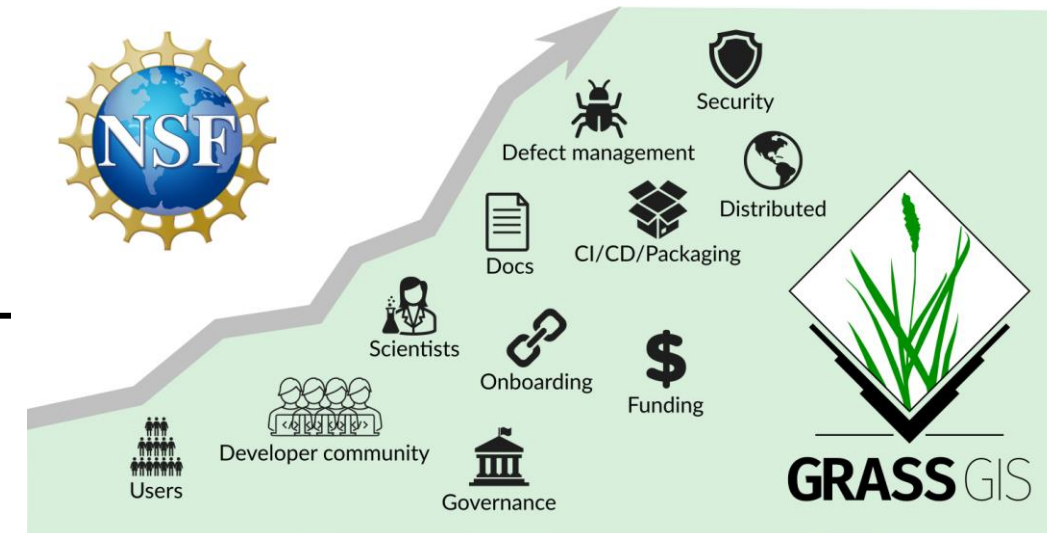 NSF
Security
Defect management
Distributed
Docs
CI/CD/Packaging
Scientists
Onboarding
Funding
Developer community
Users
Governance
GRASS GIS